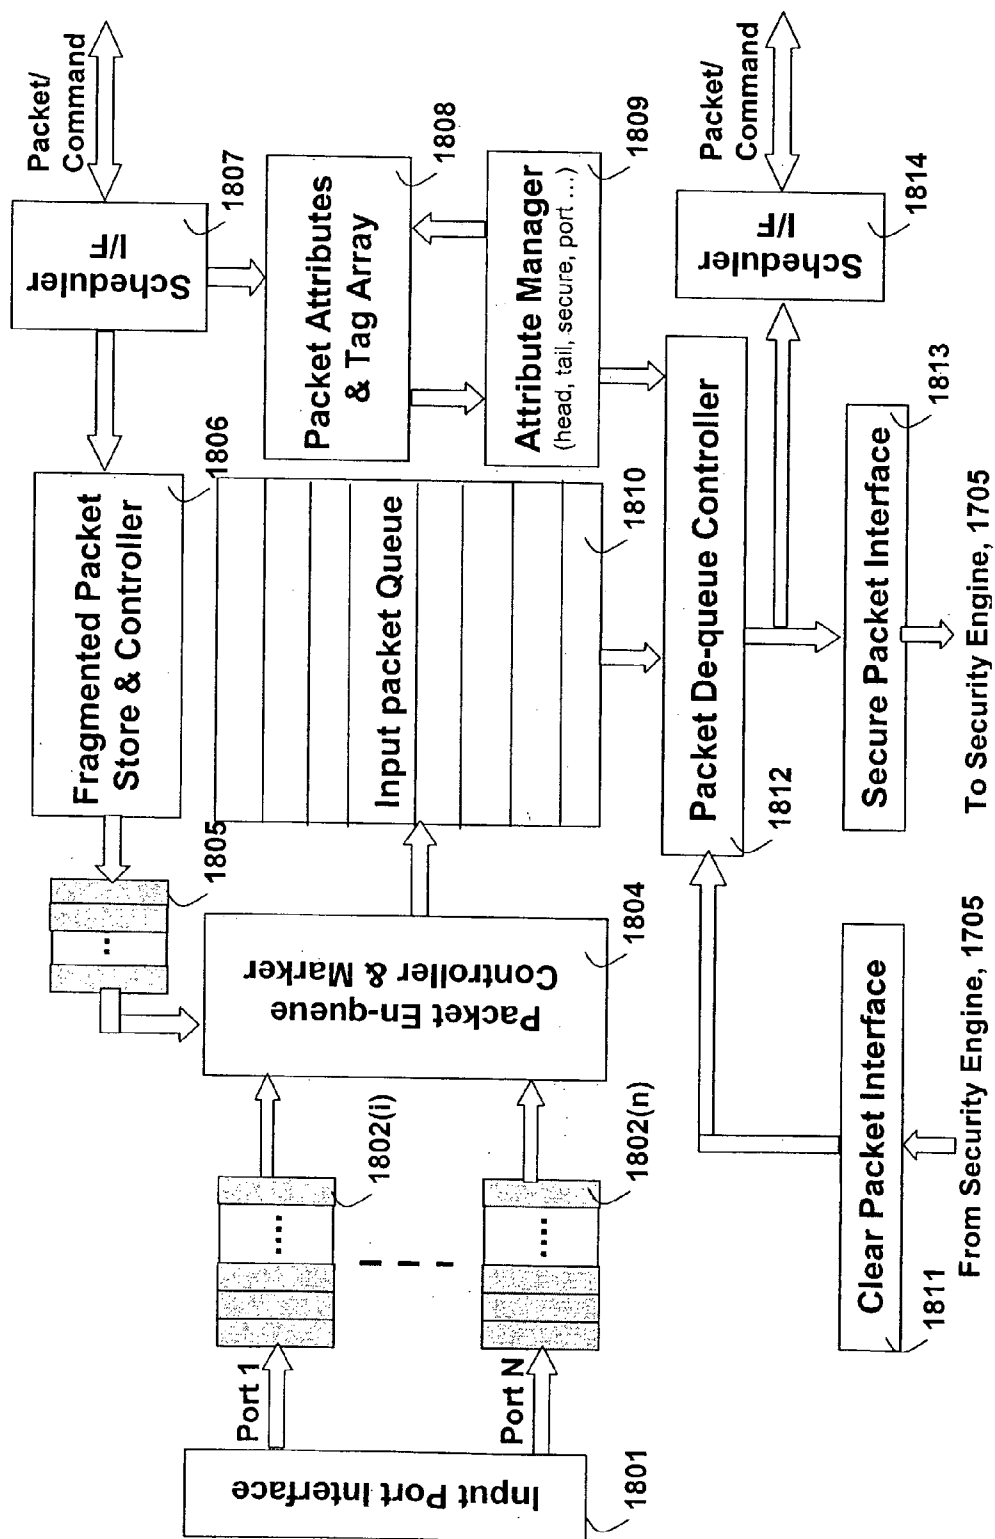 Input Port Interface
1801
Port 1
Port N
....
1802(i)
....
1802(n)
Packet En-queue
Controller & Marker
1804
..
1805
Fragmented Packet
Store & Controller
1806
Scheduler
I/F
1807
Packet/
Command
Packet Attributes
& Tag Array
1808
Attribute Manager
(head, tail, secure, port ...)
1809
Input packet Queue
1810
Clear Packet Interface
1811
From Security Engine, 1705
Packet De-queue Controller
1812
Secure Packet Interface
1813
To Security Engine, 1705
Scheduler
I/F
1814
Packet/
Command